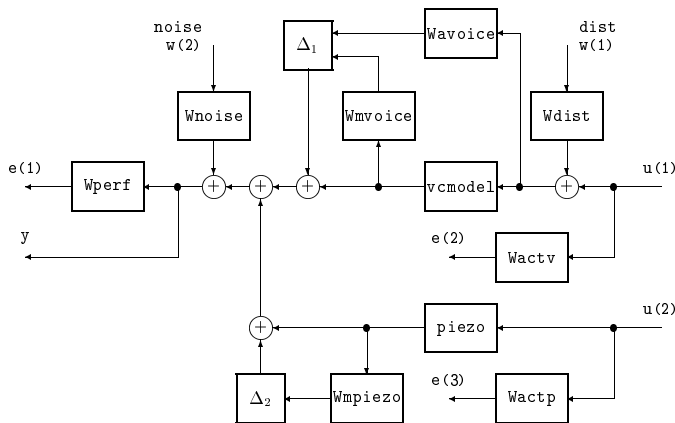 noise
w(2)
Δ1
Wavoice
dist
w(1)
Wnoise
Wmvoice
Wdist
e(1)
Wperf
+
+
+
vcmodel
+
u(1)
y
e(2)
Wactv
+
piezo
u(2)
Δ2
Wmpiezo
e(3)
Wactp